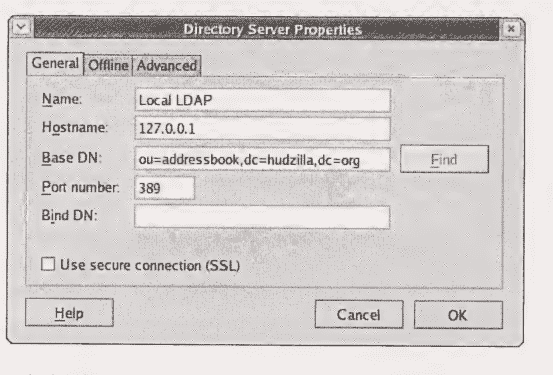 Directory Server Properties
General Offline Advanced
Name: Local LDAP
Hostname: 127.0.0.1
Base DN: ou=addressbook,dc=hudzilla,dc=org Find
Port number: 389
Bind DN:
Use secure connection (SSL)
Help Cancel OK